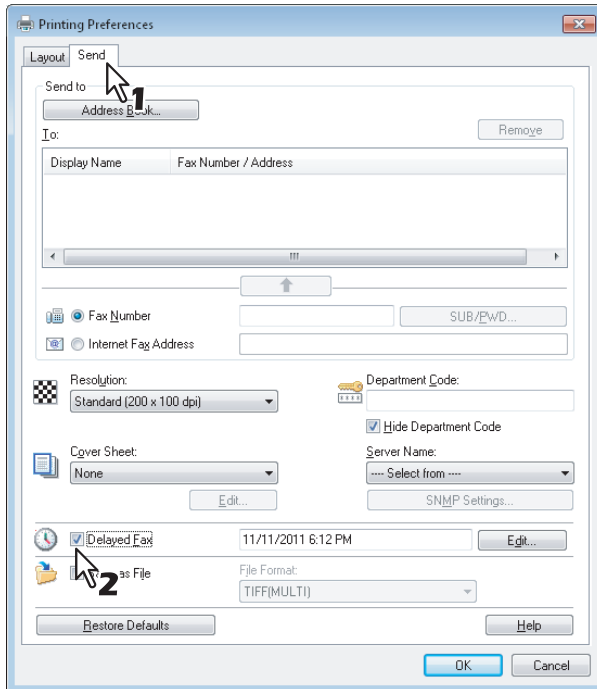 Printing Preferences
Layout Send
1
Send to
Address Book...
To:
Remove
Display Name Fax Number / Address
Fax Number SUB/PWD...
Internet Fax Address
Resolution: Department Code:
Standard (200 x 100 dpi)
Hide Department Code
Cover Sheet: Server Name:
None ---- Select from ----
Edit... SNMP Settings...
Delayed Fax 11/11/2011 6:12 PM Edit...
2
as File File Format:
TIFF(MULTI)
Restore Defaults Help
OK Cancel